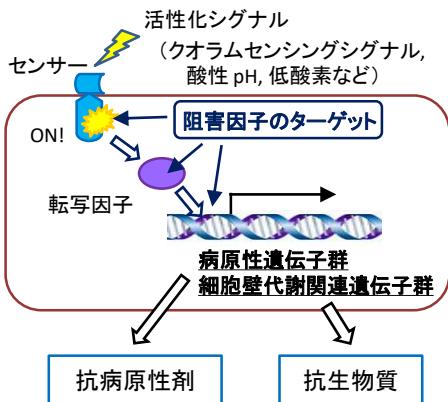 活性化シグナル
(クオラムセンシングシグナル,
酸性 pH, 低酸素など)
センサー
ON!
阻害因子のターゲット
転写因子
病原性遺伝子群
細胞壁代謝関連遺伝子群
抗病原性剤
抗生物質